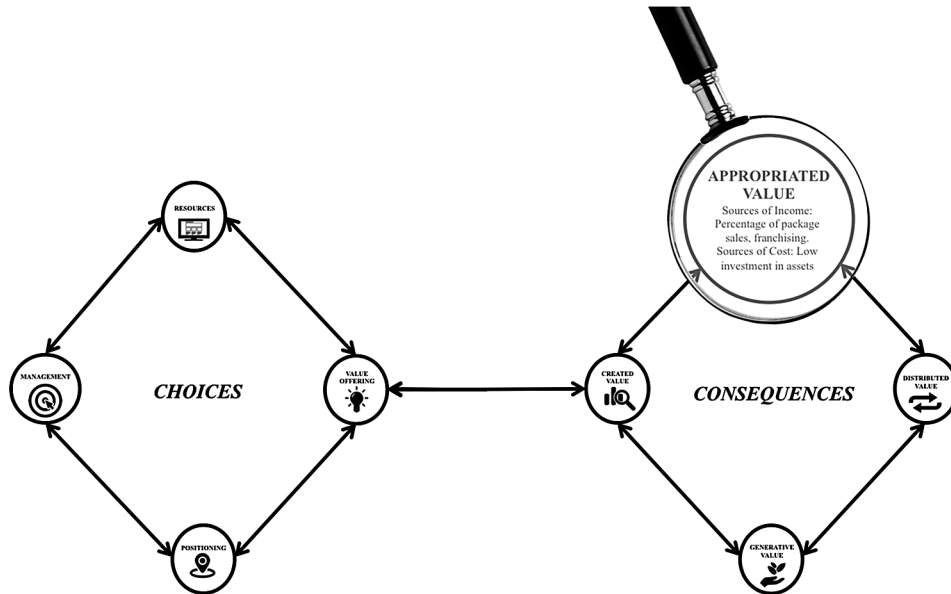 APPROPRIATED
VALUE
Sources of Income:
Percentage of package
sales, franchising.
Sources of Cost: Low
investment in assets
RESOURCES
MANAGEMENT
CHOICES
VALUE
OFFERING
CREATED
VALUE
CONSEQUENCES
DISTRIBUTED
VALUE
POSITIONING
GENERATIVE
VALUE